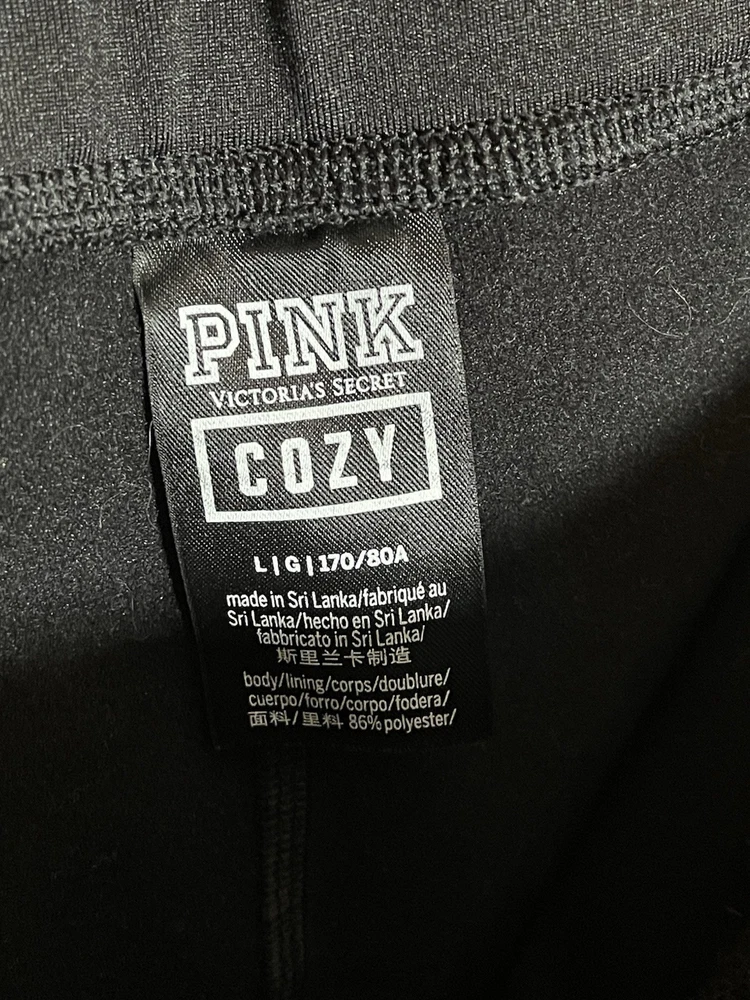 PINK
VICTORIA'S SECRET
COZY
L | G | 170/80A
made in Sri Lanka/fabriqué au
Sri Lanka/hecho en Sri Lanka/
fabbricato in Sri Lanka/
斯里兰卡制造
body/lining/corps/doublure/
cuerpo/forro/corpo/fodera/
面料/里料 86% polyester/